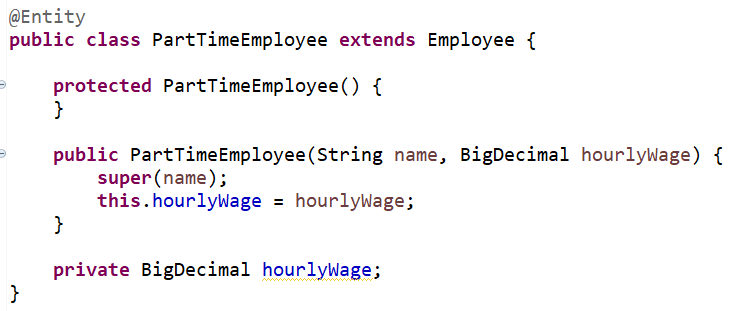 @Entity
public class PartTimeEmployee extends Employee {
protected PartTimeEmployee() {
}
public PartTimeEmployee(String name, BigDecimal hourlyWage) {
super(name);
this.hourlyWage = hourlyWage;
}
private BigDecimal hourlyWage;
}